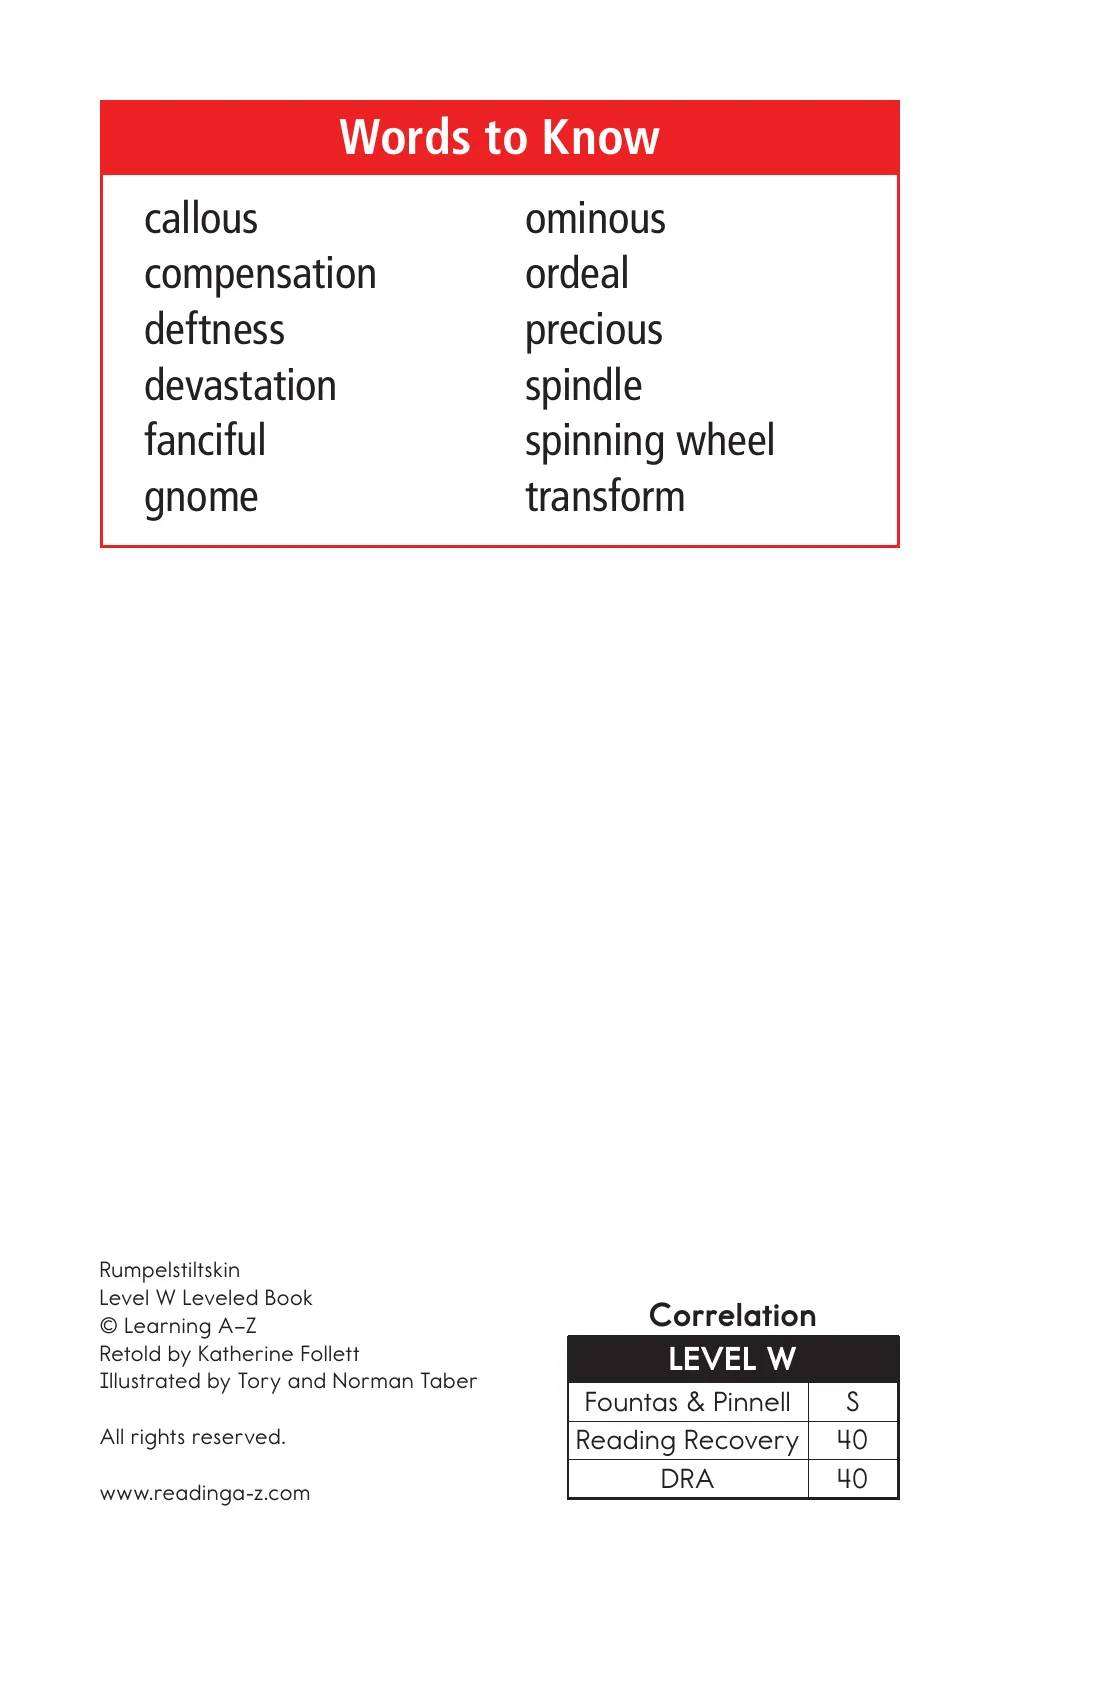 Words to Know
callous
compensation
deftness
devastation
fanciful
gnome
ominous
ordeal
precious
spindle
spinning wheel
transform
Rumpelstiltskin
Level W Leveled Book
© Learning A–Z
Retold by Katherine Follett
Illustrated by Tory and Norman Taber
All rights reserved.
www.readinga-z.com
Correlation
LEVEL W
Fountas & Pinnell S
Reading Recovery 40
DRA 40